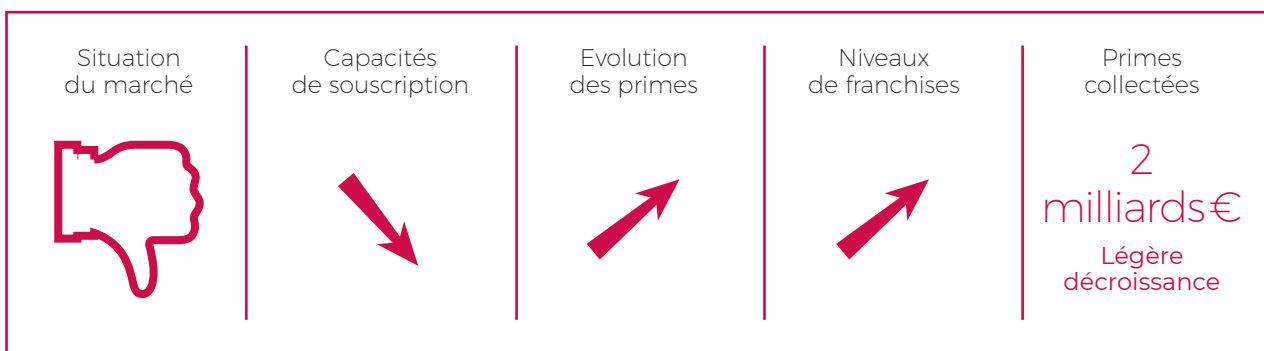 Situation
du marché
Capacités
de souscription
Evolution
des primes
Niveaux
de franchises
Primes
collectées
2
milliards €
Légère
décroissance